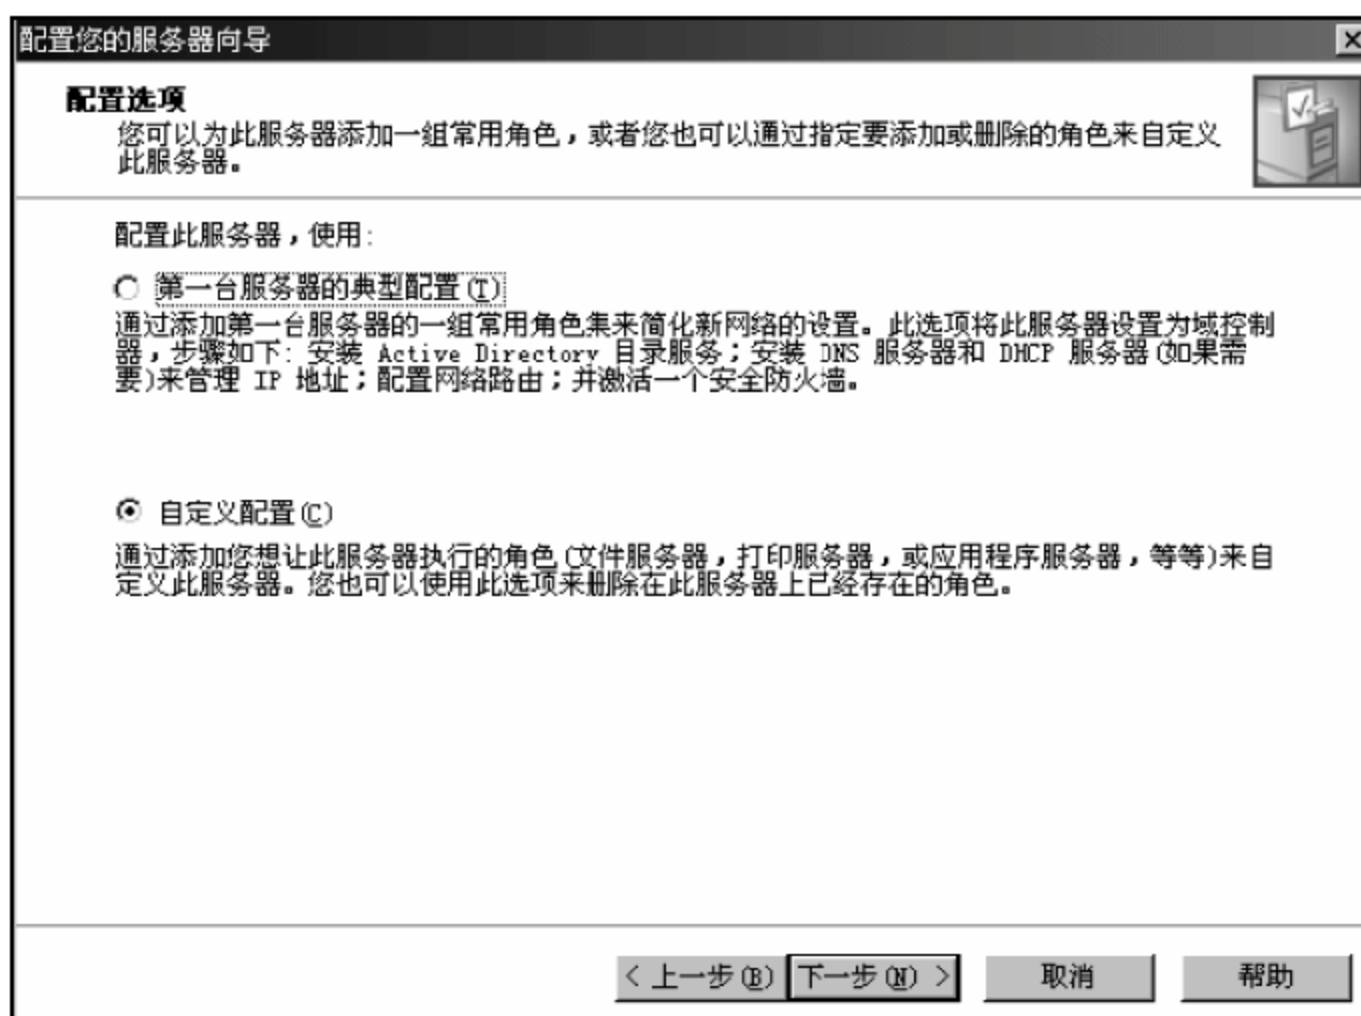 配置您的服务器向导
配置选项
您可以为此服务器添加一组常用角色，或者您也可以通过指定要添加或删除的角色来自定义
此服务器。
配置此服务器，使用:
第一台服务器的典型配置(T)
通过添加第一台服务器的一组常用角色集来简化新网络的设置。此选项将此服务器设置为域控制
器，步骤如下: 安装 Active Directory 目录服务；安装 DNS 服务器和 DHCP 服务器(如果需
要)来管理 IP 地址；配置网络路由；并激活一个安全防火墙。
自定义配置(C)
通过添加您想让此服务器执行的角色(文件服务器，打印服务器，或应用程序服务器，等等)来自
定义此服务器。您也可以使用此选项来删除在此服务器上已经存在的角色。
< 上一步(B) 下一步(N) > 取消 帮助